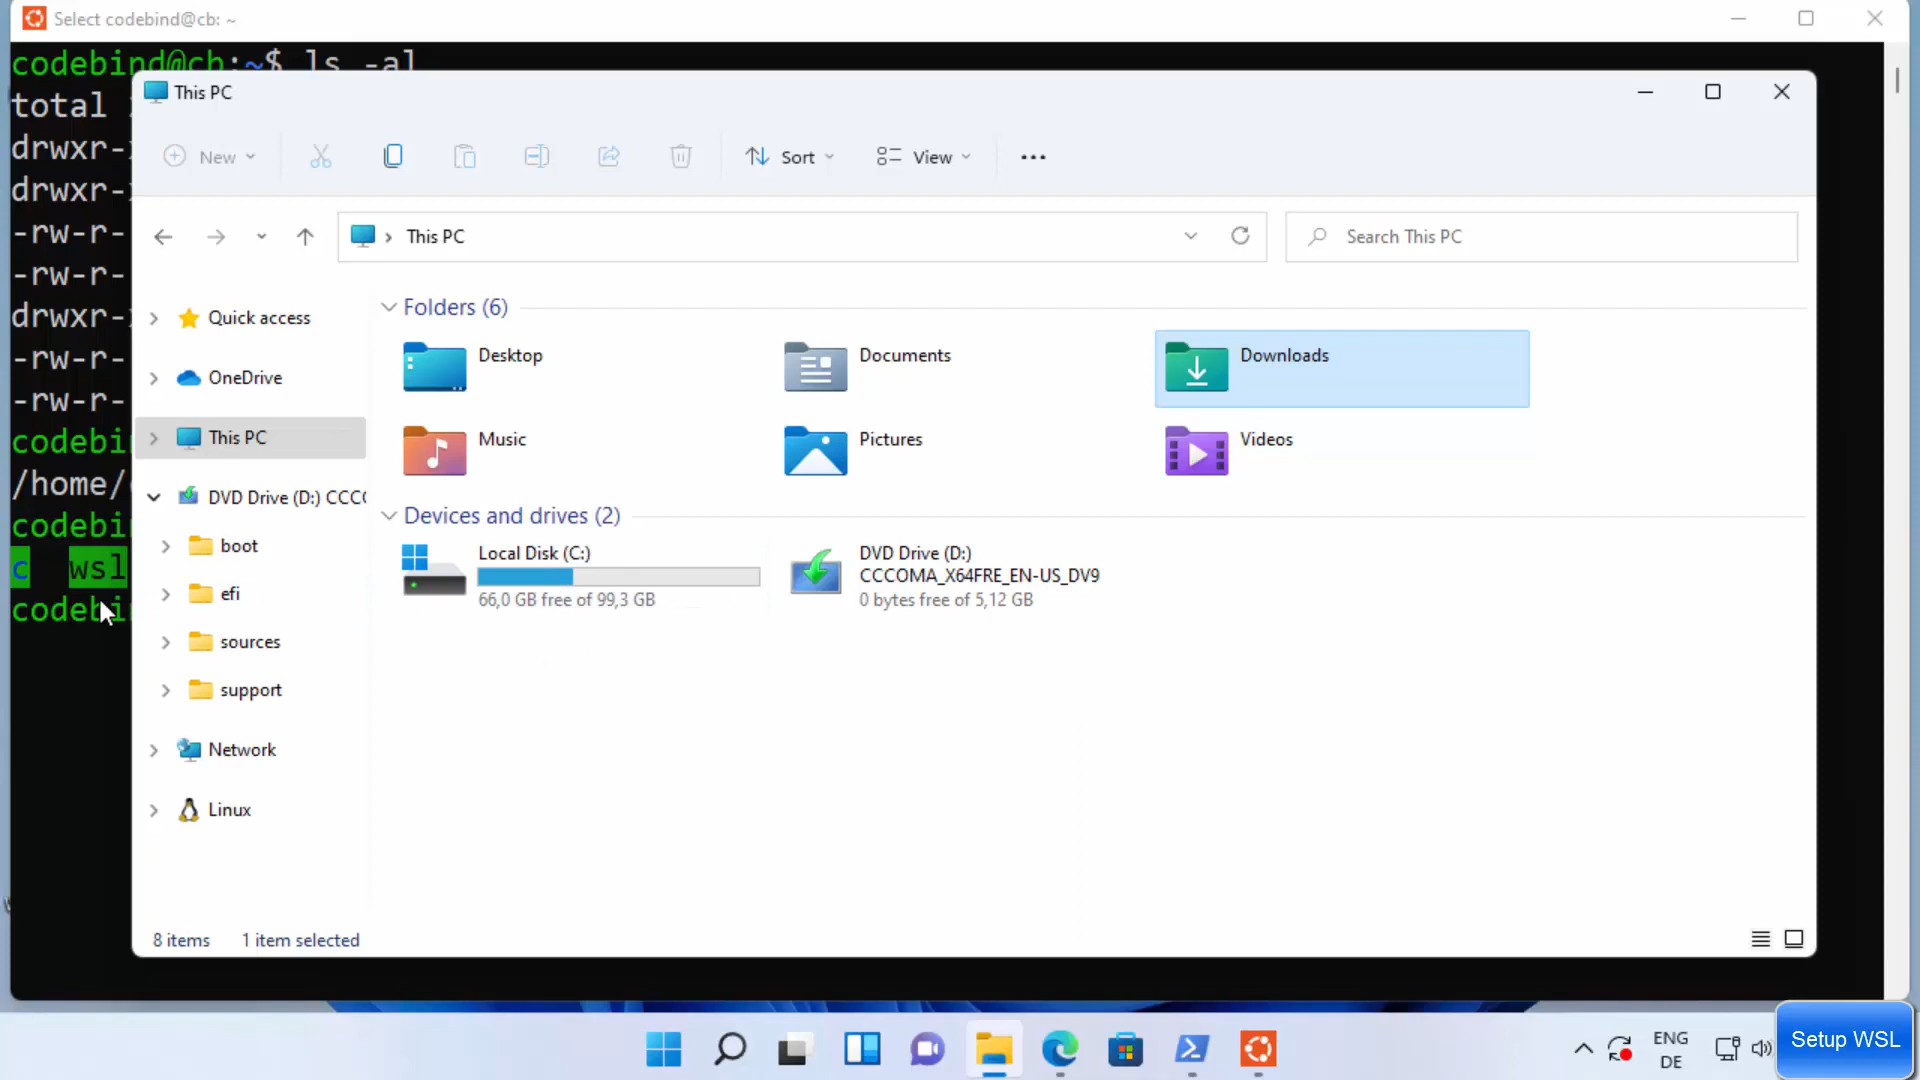 Select codebind@cb: ~
codebind@cb:~$ ls -al
total
drwxr-
drwxr-
-rw-r-
-rw-r-
drwxr-
-rw-r-
-rw-r-
codebin
/home/
codebin
c wsl
codebin
This PC
New
Sort
View
This PC
Search This PC
Quick access
OneDrive
This PC
DVD Drive (D:) CCC
boot
efi
sources
support
Network
Linux
Folders (6)
Desktop
Documents
Downloads
Music
Pictures
Videos
Devices and drives (2)
Local Disk (C:)
66,0 GB free of 99,3 GB
DVD Drive (D:)
CCCOMA_X64FRE_EN-US_DV9
0 bytes free of 5,12 GB
8 items
1 item selected
ENG
DE
Setup WSL